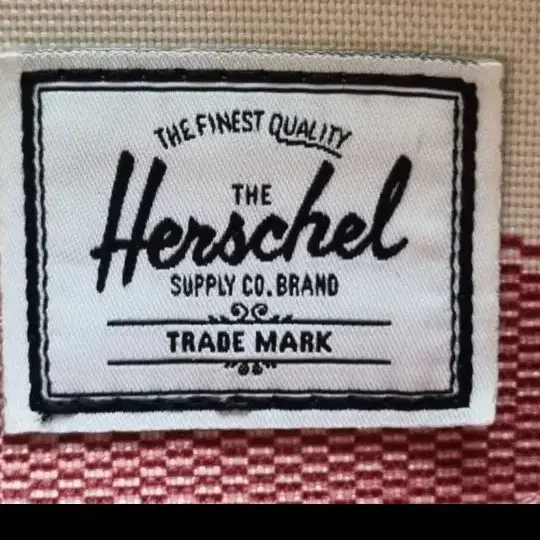 THE FINEST QUALITY
THE
Herschel
SUPPLY CO. BRAND
TRADE MARK